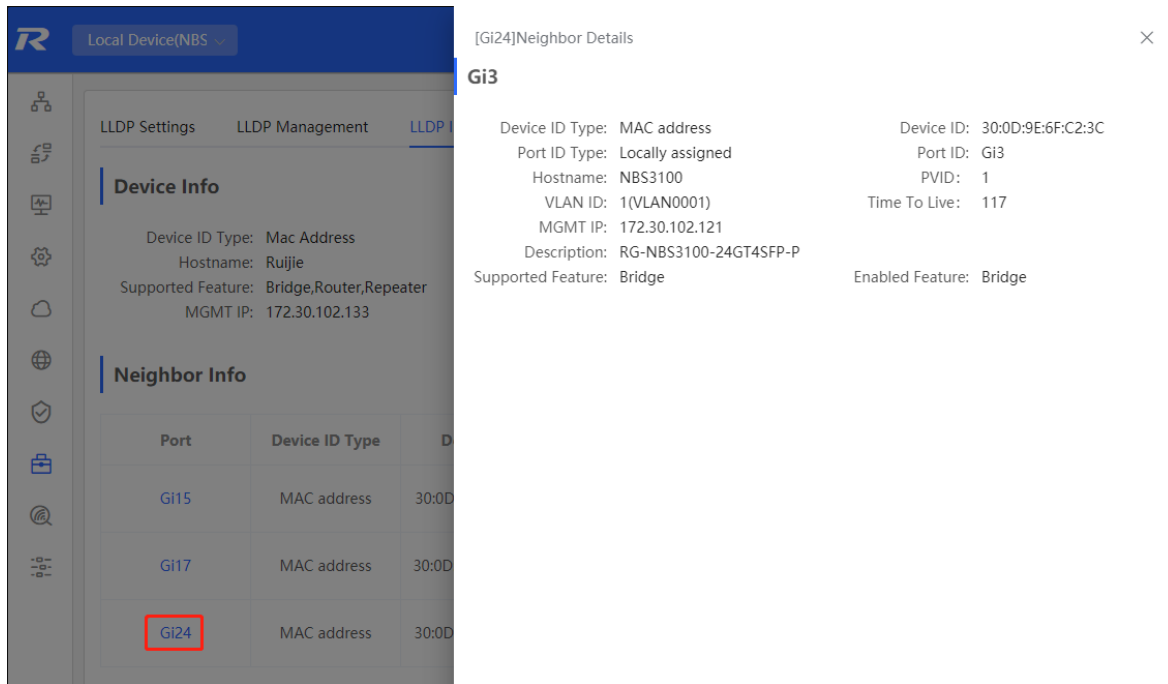 R
Local Device(NBS
LLDP Settings LLDP Management LLDP I
Device Info
Device ID Type: Mac Address
Hostname: Ruijie
Supported Feature: Bridge,Router,Repeater
MGMT IP: 172.30.102.133
Neighbor Info
Port Device ID Type D
Gi15 MAC address 30:0D
Gi17 MAC address 30:0D
Gi24 MAC address 30:0D
[Gi24]Neighbor Details
Gi3
Device ID Type: MAC address Device ID: 30:0D:9E:6F:C2:3C
Port ID Type: Locally assigned Port ID: Gi3
Hostname: NBS3100 PVID: 1
VLAN ID: 1(VLAN0001) Time To Live: 117
MGMT IP: 172.30.102.121
Description: RG-NBS3100-24GT4SFP-P
Supported Feature: Bridge Enabled Feature: Bridge